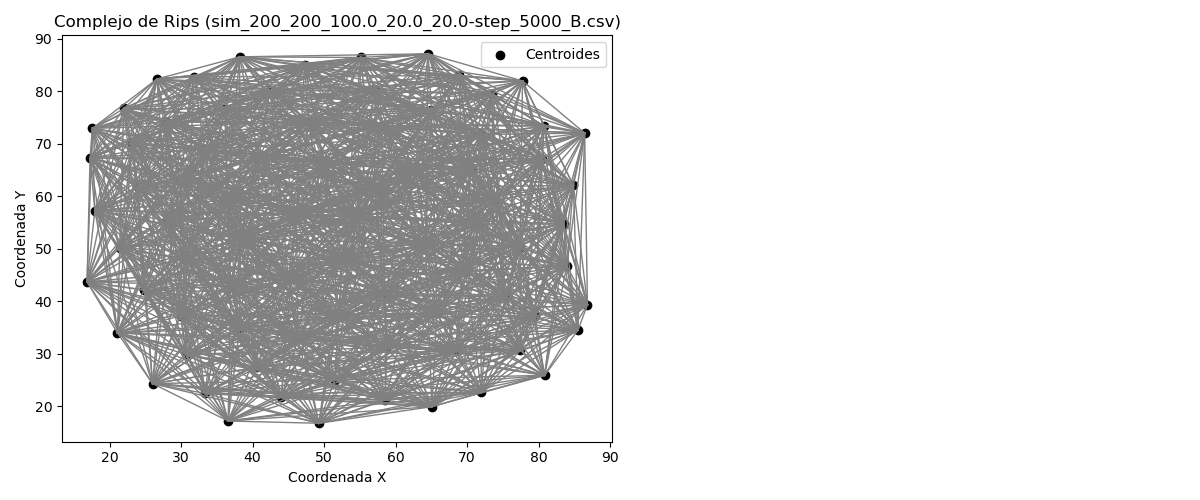 Complejo de Rips (sim_200_200_100.0_20.0_20.0-step_5000_B.csv)
Centroides
90
80
70
60
50
40
30
20
Coordenada Y
20 30 40 50 60 70 80 90
Coordenada X